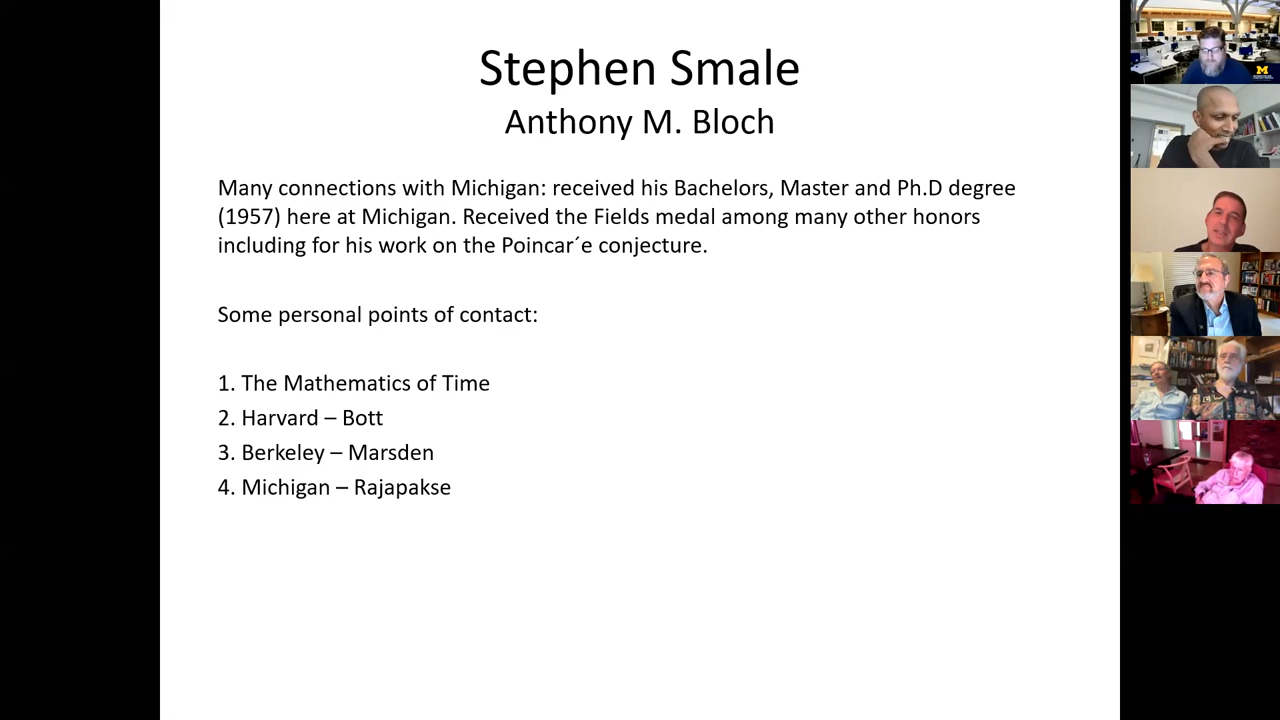 Stephen Smale
Anthony M. Bloch
Many connections with Michigan: received his Bachelors, Master and Ph.D degree
(1957) here at Michigan. Received the Fields medal among many other honors
including for his work on the Poincar´e conjecture.
Some personal points of contact:
1. The Mathematics of Time
2. Harvard – Bott
3. Berkeley – Marsden
4. Michigan – Rajapakse
M